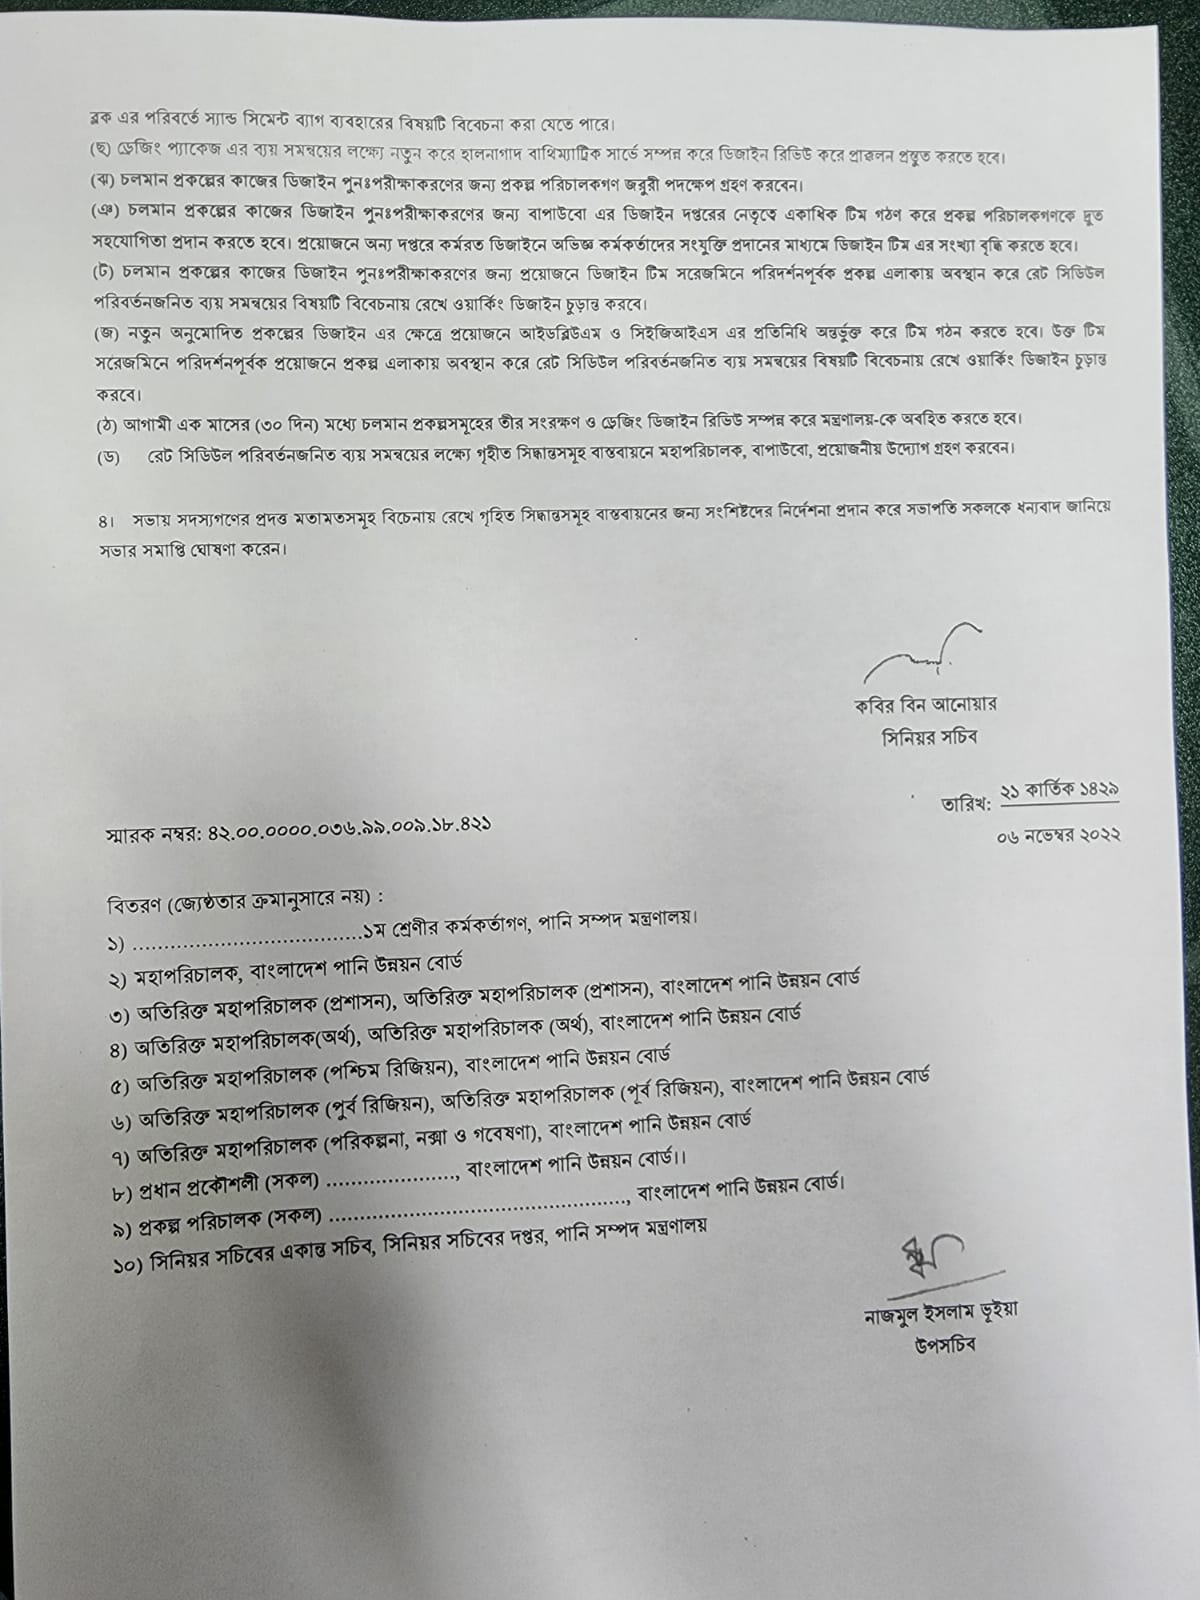 ব্লক এর পরিবর্তে স্যান্ড সিমেন্ট ব্যাগ ব্যবহারের বিষয়টি বিবেচনা করা যেতে পারে।
(ছ) ড্রেজিং প্যাকেজ এর ব্যয় সমন্বয়ের লক্ষ্যে নতুন করে হালনাগাদ বাথিম্যাট্রিক সার্ভে সম্পন্ন করে ডিজাইন রিভিউ করে প্রাক্কলন প্রস্তুত করতে হবে।
(ঝ) চলমান প্রকল্পের কাজের ডিজাইন পুনঃপরীক্ষাকরণের জন্য প্রকল্প পরিচালকগণ জরুরী পদক্ষেপ গ্রহণ করবেন।
(ঞ) চলমান প্রকল্পের কাজের ডিজাইন পুনঃপরীক্ষাকরণের জন্য বাপাউবো এর ডিজাইন দপ্তরের নেতৃত্বে একাধিক টিম গঠণ করে প্রকল্প পরিচালকগণকে দ্রুত
সহযোগিতা প্রদান করতে হবে। প্রয়োজনে অন্য দপ্তরে কর্মরত ডিজাইনে অভিজ্ঞ কর্মকর্তাদের সংযুক্তি প্রদানের মাধ্যমে ডিজাইন টিম এর সংখ্যা বৃদ্ধি করতে হবে।
(ট) চলমান প্রকল্পের কাজের ডিজাইন পুনঃপরীক্ষাকরণের জন্য প্রয়োজনে ডিজাইন টিম সরেজমিনে পরিদর্শনপূর্বক প্রকল্প এলাকায় অবস্থান করে রেট সিডিউল
পরিবর্তনজনিত ব্যয় সমন্বয়ের বিষয়টি বিবেচনায় রেখে ওয়ার্কিং ডিজাইন চুড়ান্ত করবে।
(জ) নতুন অনুমোদিত প্রকল্পের ডিজাইন এর ক্ষেত্রে প্রয়োজনে আইডব্লিউএম ও সিইজিআইএস এর প্রতিনিধি অন্তর্ভুক্ত করে টিম গঠন করতে হবে। উক্ত টিম
সরেজমিনে পরিদর্শনপূর্বক প্রয়োজনে প্রকল্প এলাকায় অবস্থান করে রেট সিডিউল পরিবর্তনজনিত ব্যয় সমন্বয়ের বিষয়টি বিবেচনায় রেখে ওয়ার্কিং ডিজাইন চুড়ান্ত
করবে।
(ঠ) আগামী এক মাসের (৩০ দিন) মধ্যে চলমান প্রকল্পসমূহের তীর সংরক্ষণ ও ড্রেজিং ডিজাইন রিভিউ সম্পন্ন করে মন্ত্রণালয়-কে অবহিত করতে হবে।
(ড) রেট সিডিউল পরিবর্তনজনিত ব্যয় সমন্বয়ের লক্ষ্যে গৃহীত সিদ্ধান্তসমূহ বাস্তবায়নে মহাপরিচালক, বাপাউবো, প্রয়োজনীয় উদ্যোগ গ্রহণ করবেন।
৪। সভায় সদস্যগণের প্রদত্ত মতামতসমূহ বিচেনায় রেখে গৃহিত সিদ্ধান্তসমূহ বাস্তবায়নের জন্য সংশিষ্টদের নির্দেশনা প্রদান করে সভাপতি সকলকে ধন্যবাদ জানিয়ে
সভার সমাপ্তি ঘোষণা করেন।
কবির বিন আনোয়ার
সিনিয়র সচিব
তারিখ: ২১ কার্তিক ১৪২৯
স্মারক নম্বর: ৪২.০০.০০০০.০৩৬.৯৯.০০৯.১৮.৪২১
০৬ নভেম্বর ২০২২
বিতরণ (জ্যেষ্ঠতার ক্রমানুসারে নয়) :
১) .....................................১ম শ্রেণীর কর্মকর্তাগণ, পানি সম্পদ মন্ত্রণালয়।
২) মহাপরিচালক, বাংলাদেশ পানি উন্নয়ন বোর্ড
৩) অতিরিক্ত মহাপরিচালক (প্রশাসন), অতিরিক্ত মহাপরিচালক (প্রশাসন), বাংলাদেশ পানি উন্নয়ন বোর্ড
৪) অতিরিক্ত মহাপরিচালক(অর্থ), অতিরিক্ত মহাপরিচালক (অর্থ), বাংলাদেশ পানি উন্নয়ন বোর্ড
৫) অতিরিক্ত মহাপরিচালক (পশ্চিম রিজিয়ন), বাংলাদেশ পানি উন্নয়ন বোর্ড
৬) অতিরিক্ত মহাপরিচালক (পূর্ব রিজিয়ন), অতিরিক্ত মহাপরিচালক (পূর্ব রিজিয়ন), বাংলাদেশ পানি উন্নয়ন বোর্ড
৭) অতিরিক্ত মহাপরিচালক (পরিকল্পনা, নক্সা ও গবেষণা), বাংলাদেশ পানি উন্নয়ন বোর্ড
৮) প্রধান প্রকৌশলী (সকল) ....................., বাংলাদেশ পানি উন্নয়ন বোর্ড।।
৯) প্রকল্প পরিচালক (সকল) ................................................, বাংলাদেশ পানি উন্নয়ন বোর্ড।
১০) সিনিয়র সচিবের একান্ত সচিব, সিনিয়র সচিবের দপ্তর, পানি সম্পদ মন্ত্রণালয়
নাজমুল ইসলাম ভূইয়া
উপসচিব